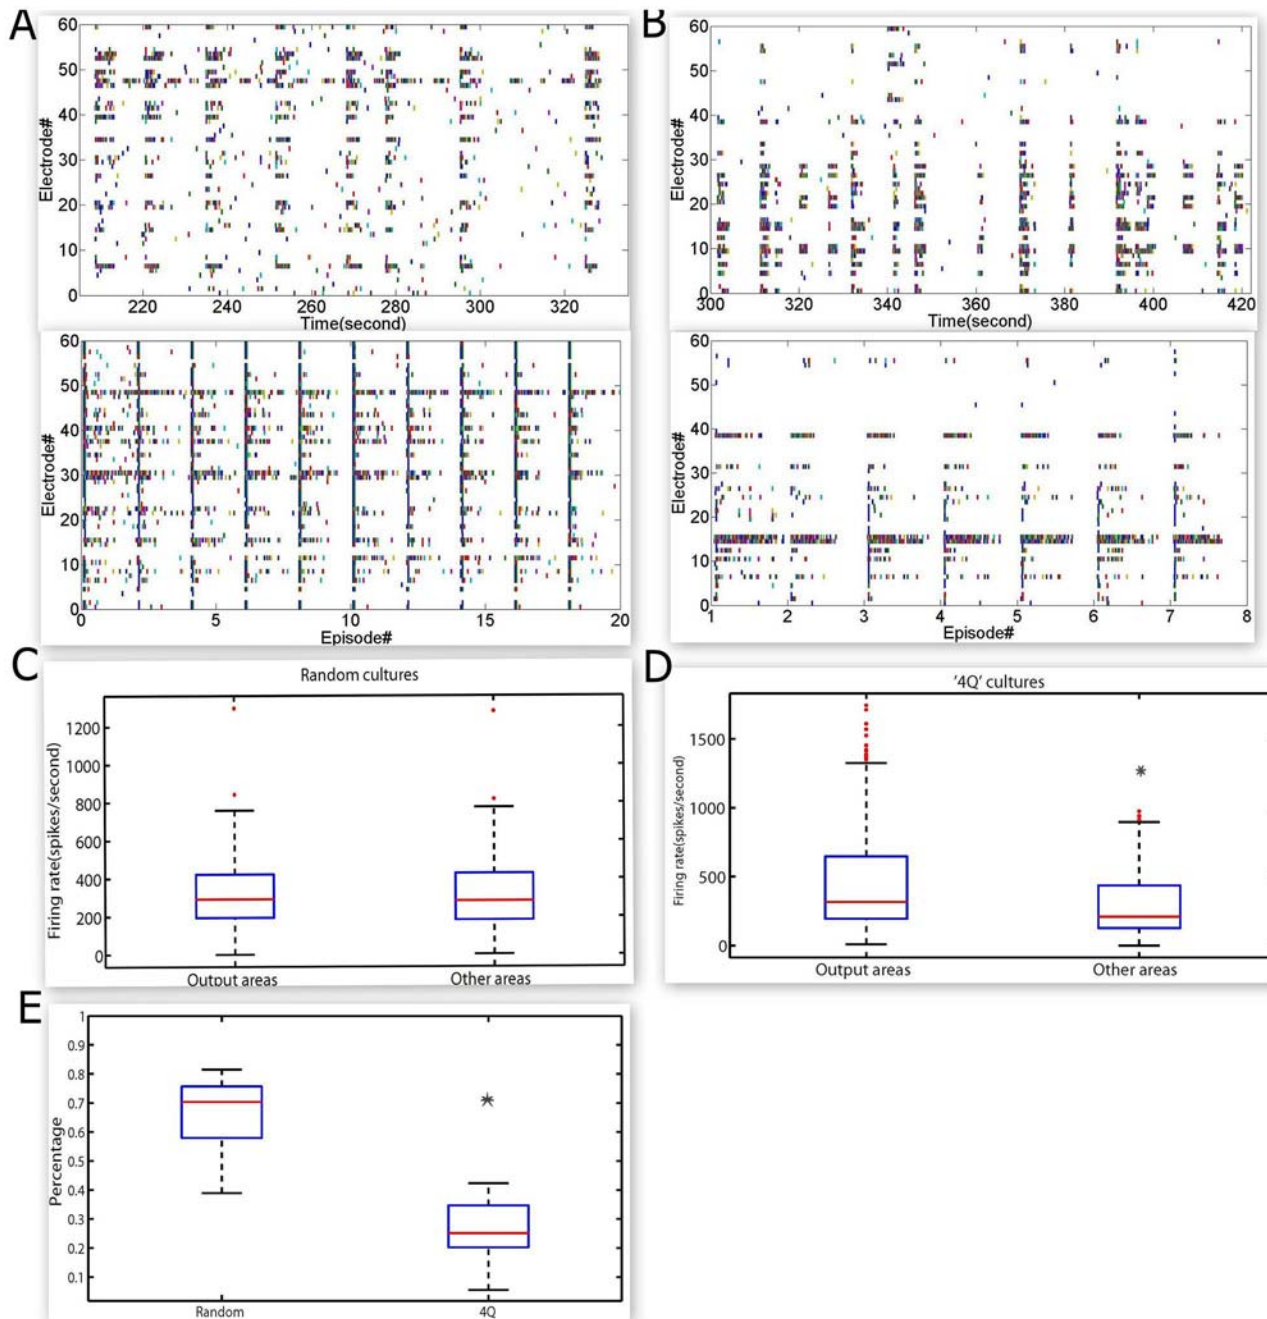 A
60
50
40
30
20
10
0
Electrode#
220 240 260 280 300 320
Time(second)
60
50
40
30
20
10
0
Electrode#
0 5 10 15 20
Episode#
B
60
50
40
30
20
10
0
Electrode#
300 320 340 360 380 400 420
Time(second)
60
50
40
30
20
10
0
Electrode#
1 2 3 4 5 6 7 8
Episode#
C
Random cultures
1200
1000
800
600
400
200
0
Firing rate(spikes/second)
Output areas Other areas
D
'4Q' cultures
1500
1000
500
0
Firing rate(spikes/second)
Output areas Other areas
*
E
1
0.9
0.8
0.7
0.6
0.5
0.4
0.3
0.2
0.1
Percentage
Random 4Q
*